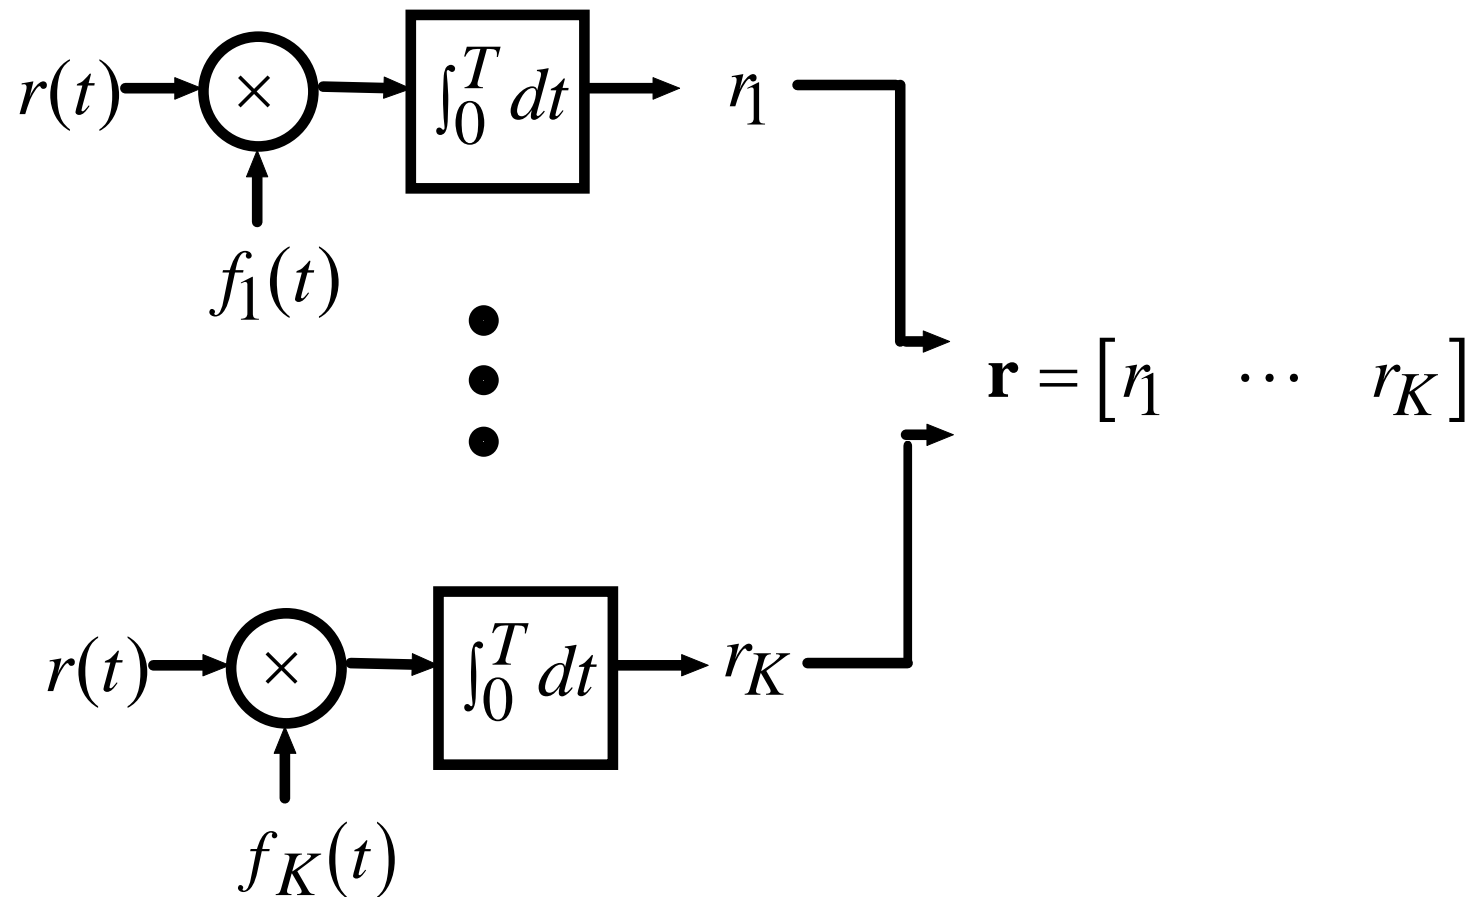 r(t) × ∫₀ᵀ dt r₁
f₁(t)
r = [r₁ ⋯ r_K]
r(t) × ∫₀ᵀ dt r_K
f_K(t)